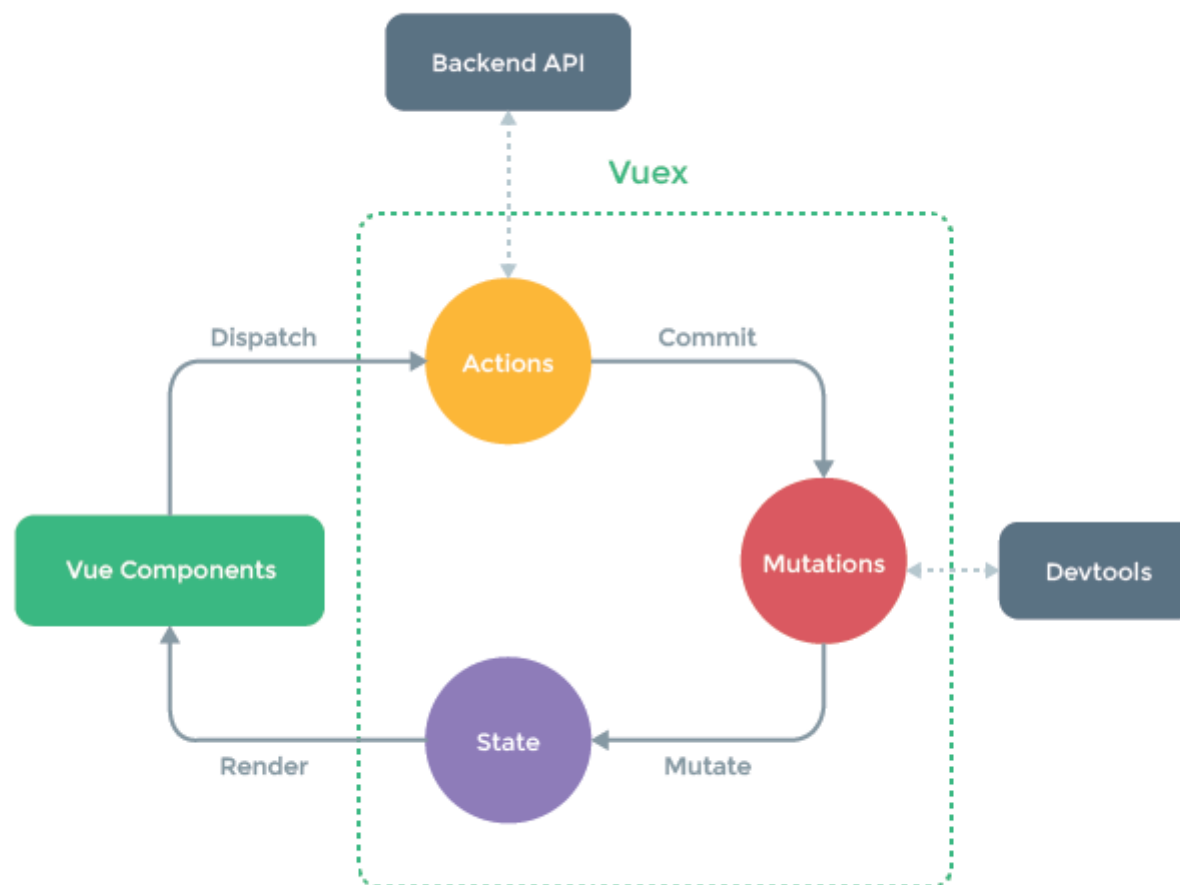 Backend API
Vuex
Dispatch
Actions
Commit
Vue Components
Mutations
Devtools
State
Render
Mutate